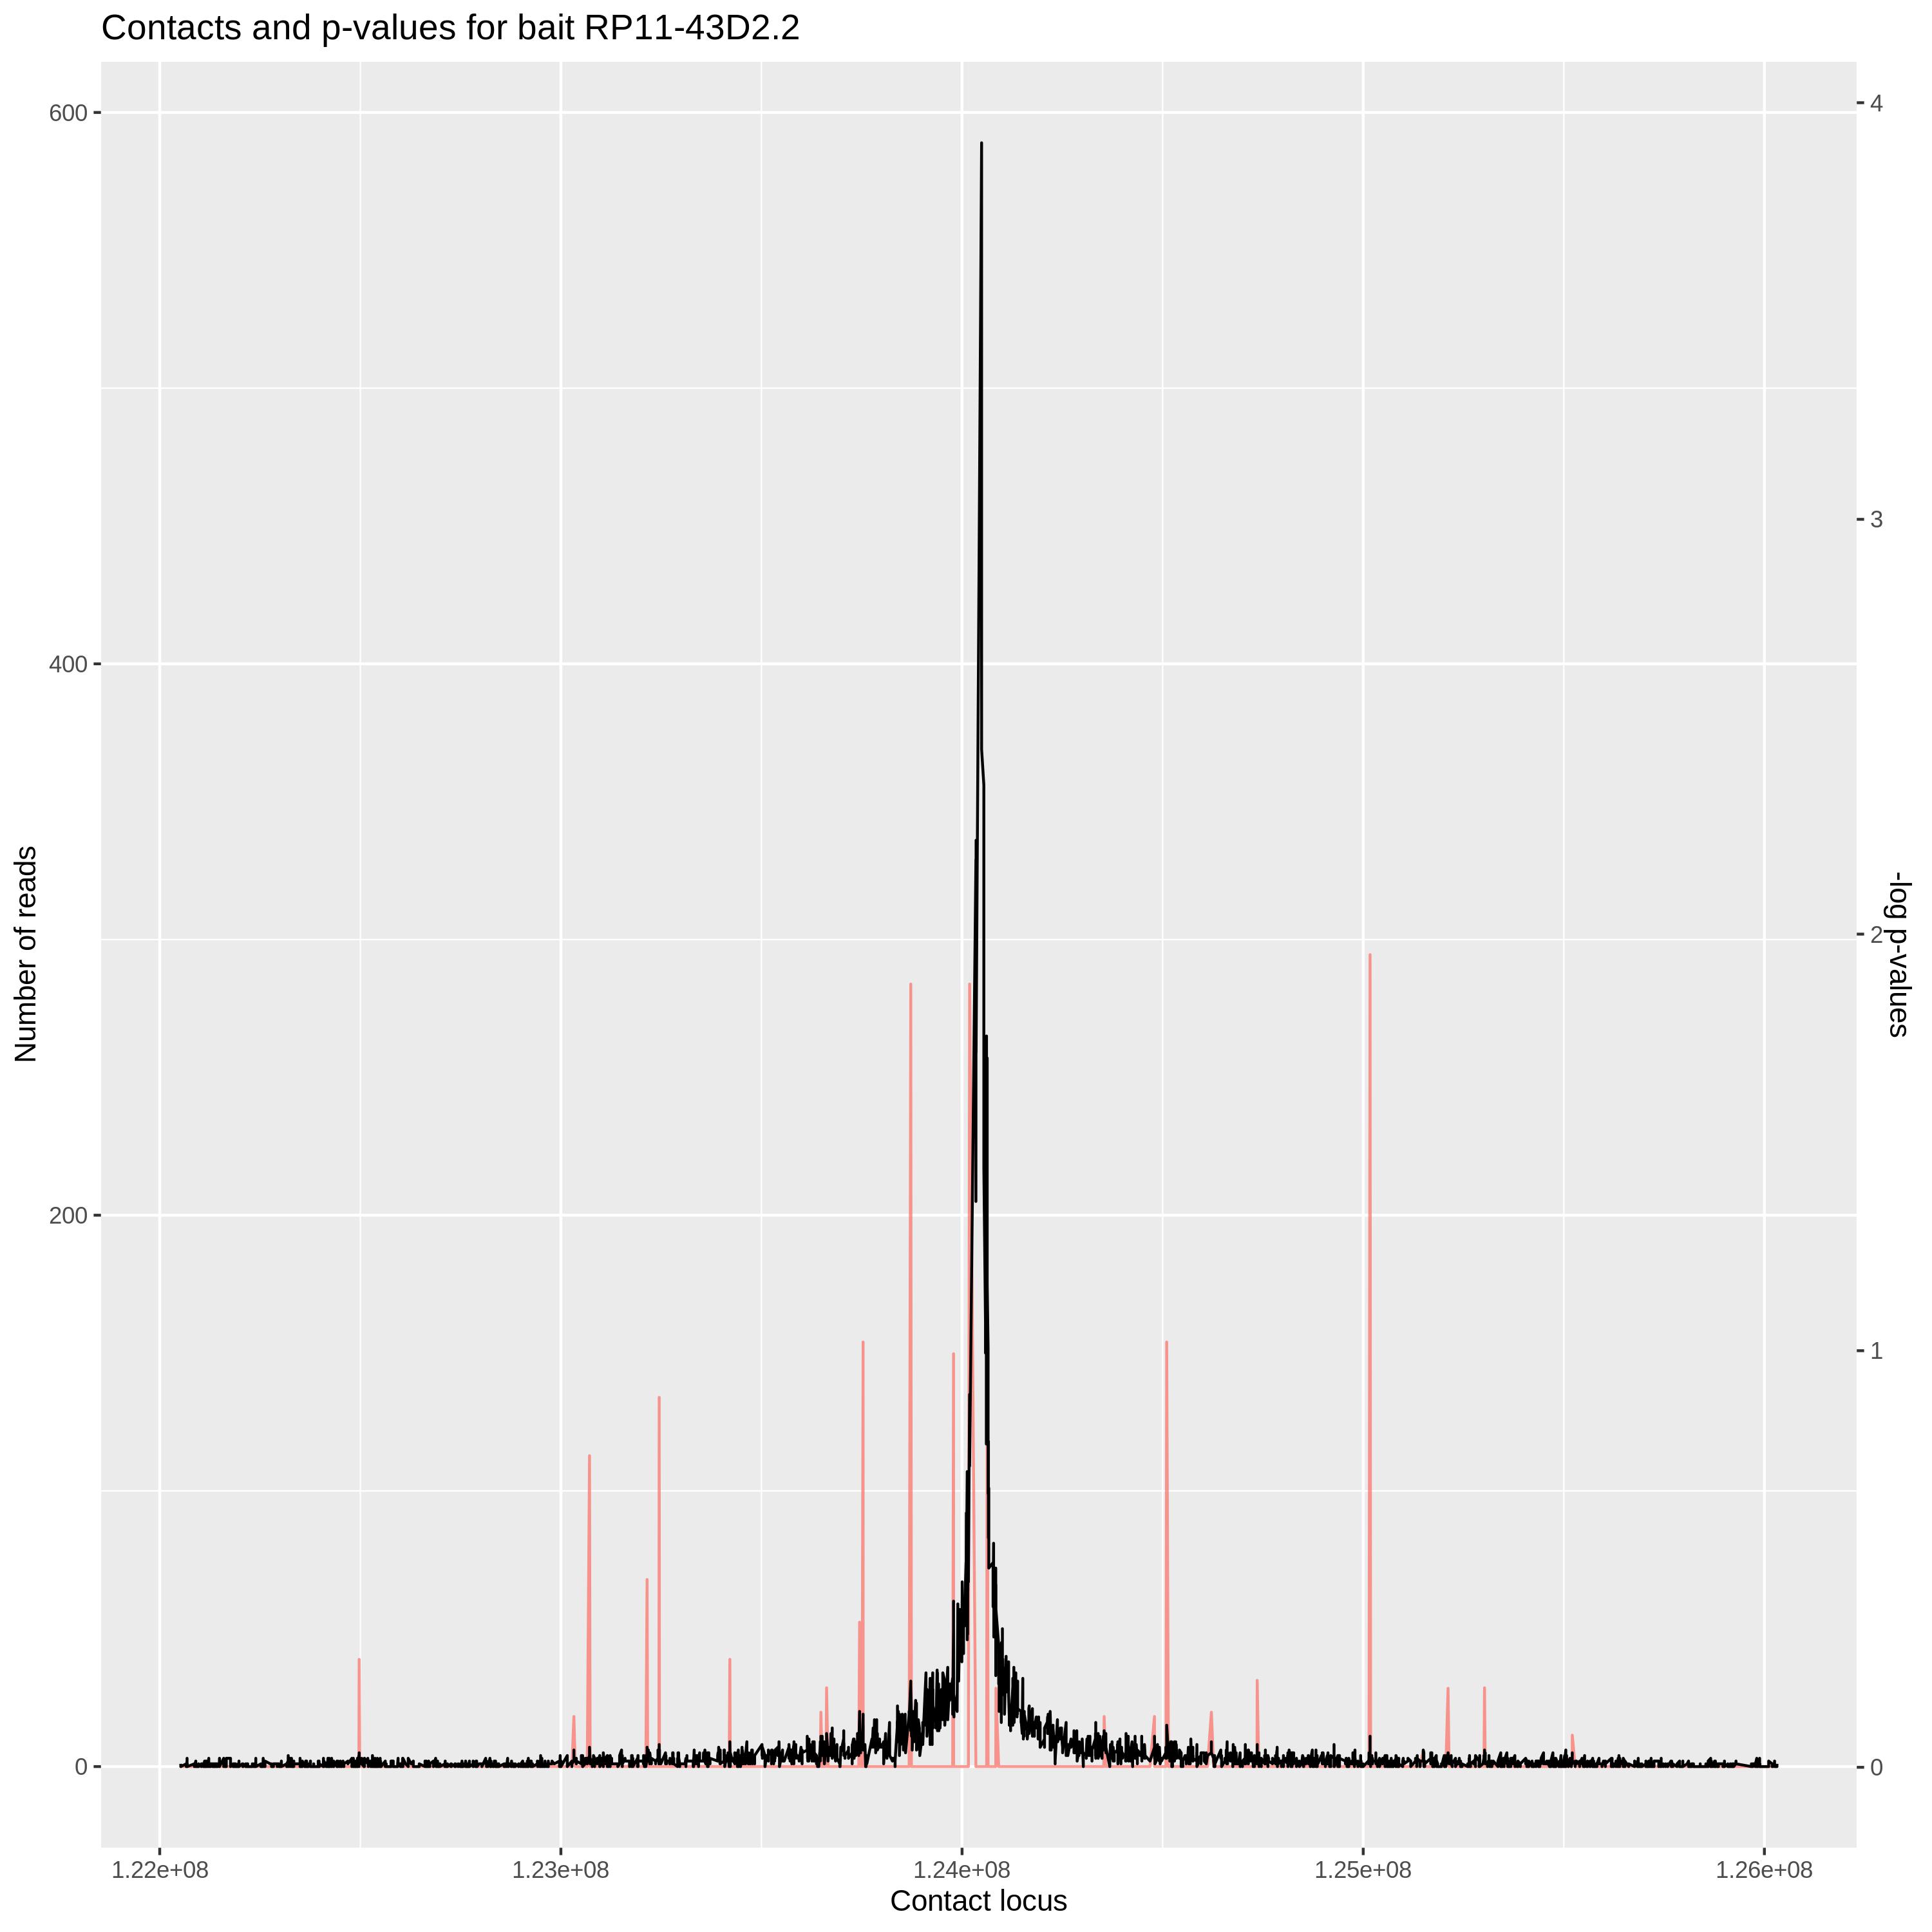 Contacts and p-values for bait RP11-43D2.2
600
400
200
0
Number of reads
4
3
2
1
0
-log p-values
1.22e+08 1.23e+08 1.24e+08 1.25e+08 1.26e+08
Contact locus